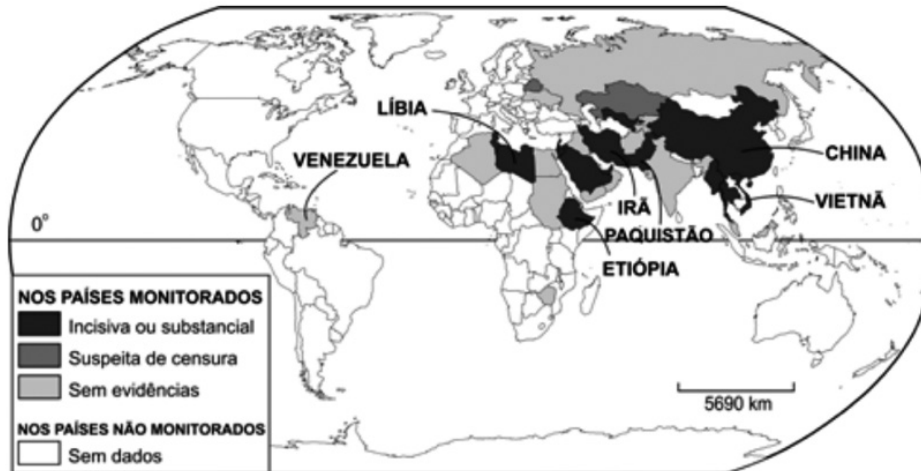 LÍBIA
VENEZUELA
CHINA
VIETNÃ
IRÃ
PAQUISTÃO
ETIÓPIA
0°
NOS PAÍSES MONITORADOS
Incisiva ou substancial
Suspeita de censura
Sem evidências
NOS PAÍSES NÃO MONITORADOS
Sem dados
5690 km